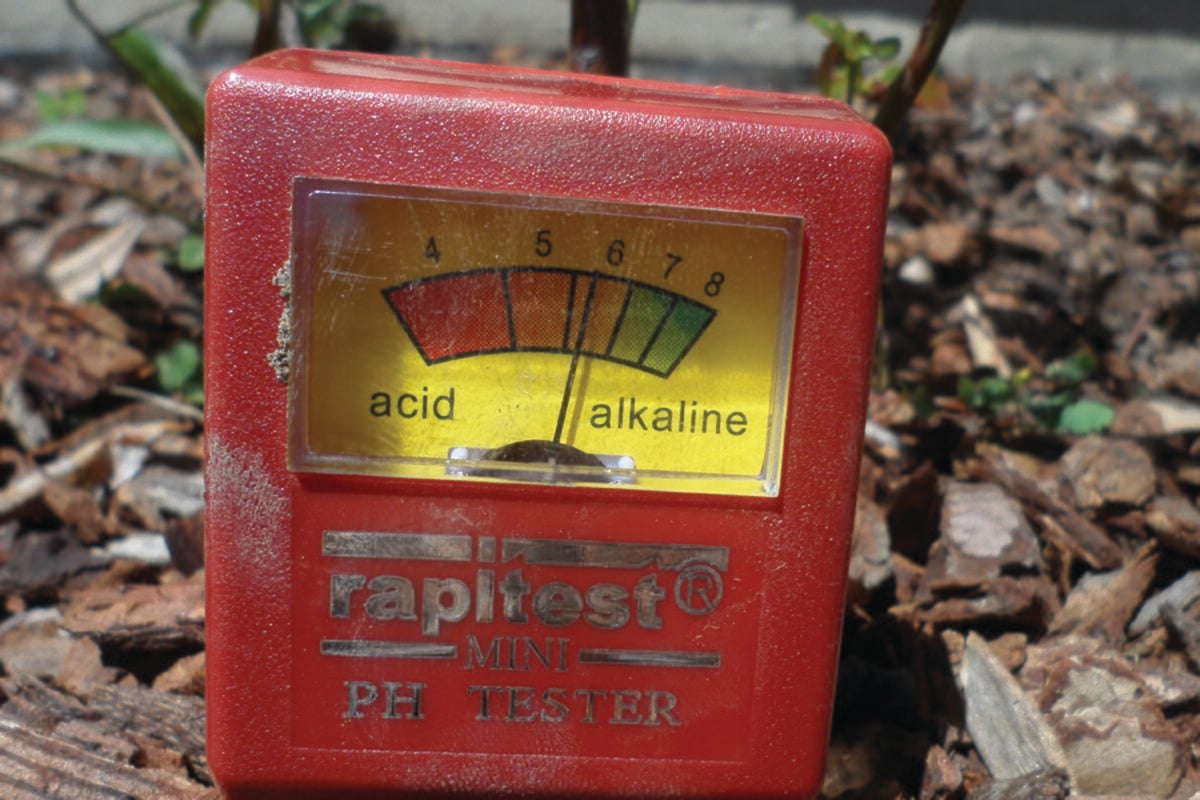 4 5 6 7 8
acid alkaline
rapitest®
MINI
PH TESTER